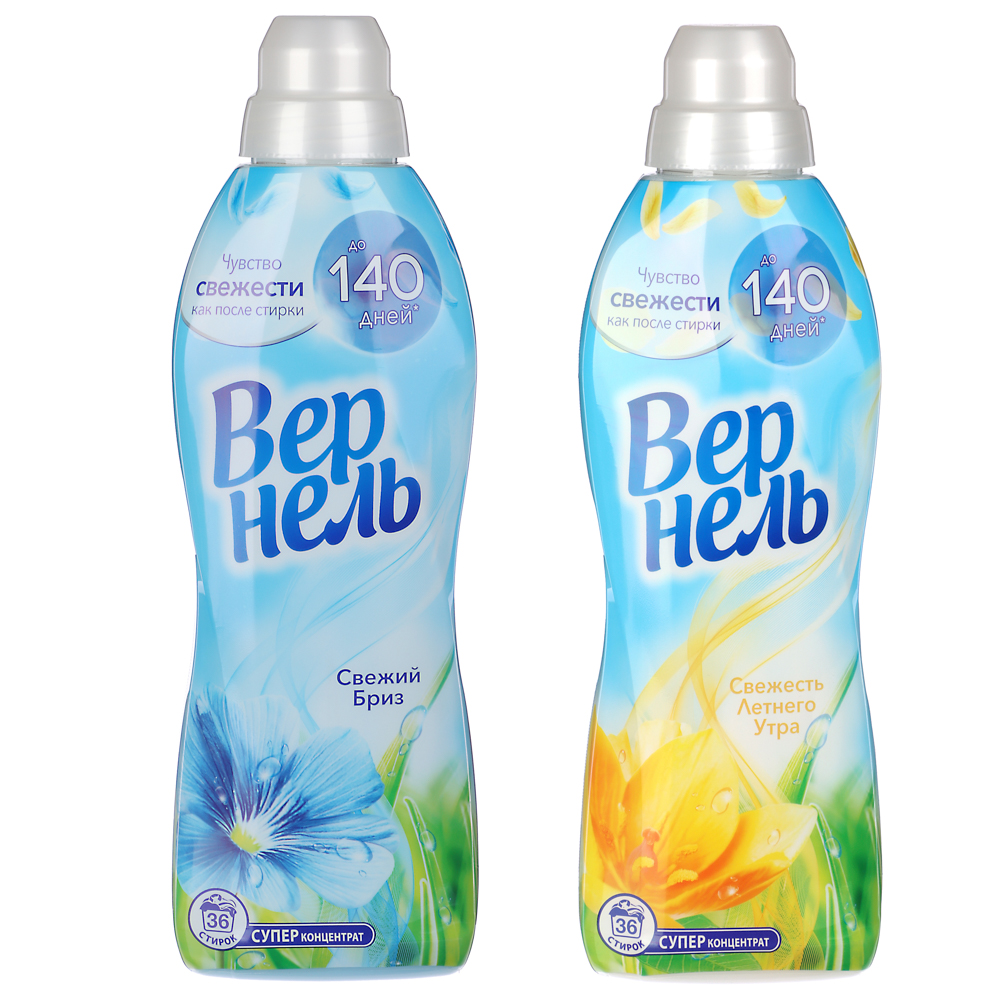 Чувство
свежести
как после стирки
до
140
дней*
Вер
нель
Свежий
Бриз
36
СТИРОК
СУПЕР КОНЦЕНТРАТ
Чувство
свежести
как после стирки
до
140
дней*
Вер
нель
Свежесть
Летнего
Утра
36
СТИРОК
СУПЕР КОНЦЕНТРАТ